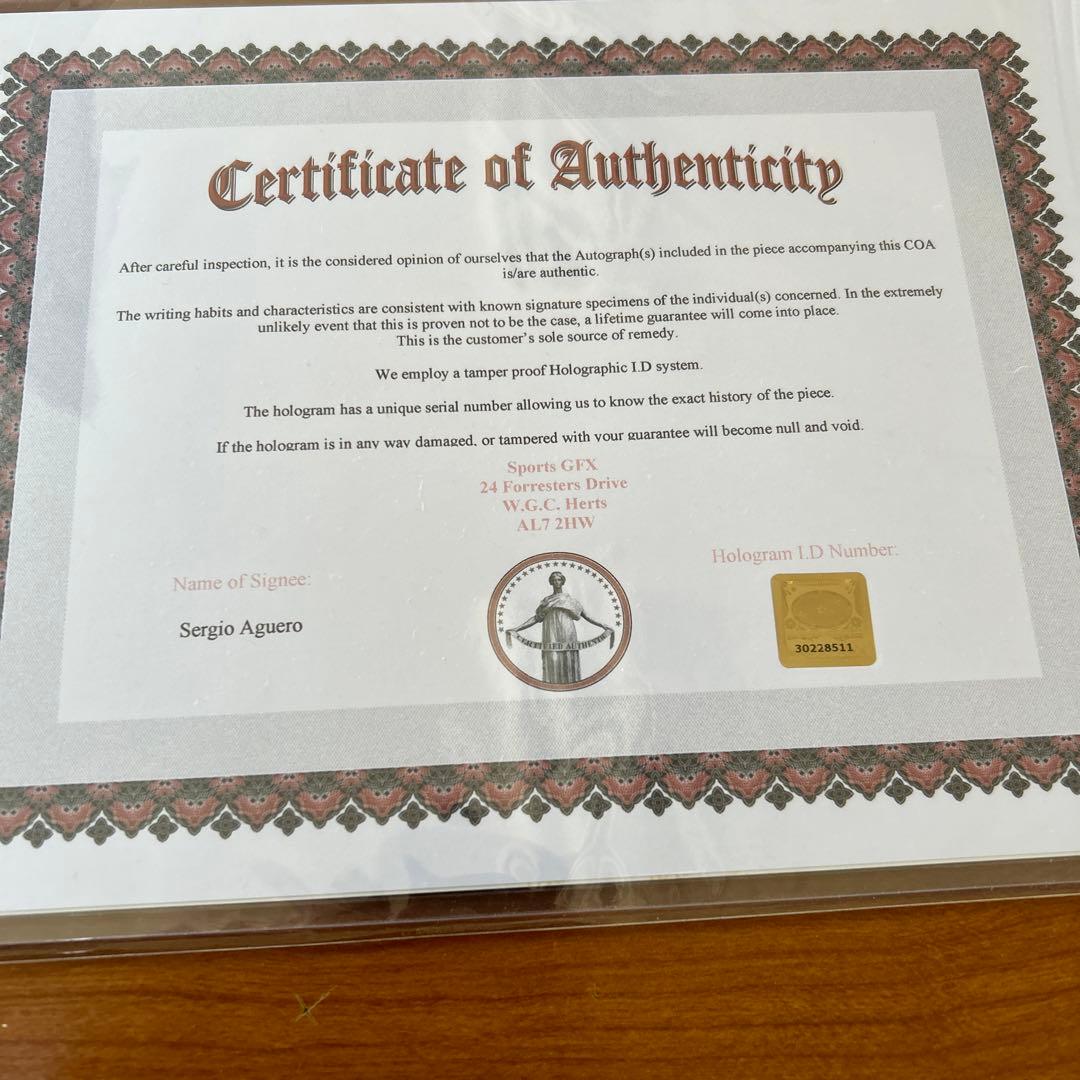 Certificate of Authenticity
After careful inspection, it is the considered opinion of ourselves that the Autograph(s) included in the piece accompanying this COA
is/are authentic.
The writing habits and characteristics are consistent with known signature specimens of the individual(s) concerned. In the extremely
unlikely event that this is proven not to be the case, a lifetime guarantee will come into place.
This is the customer's sole source of remedy.
We employ a tamper proof Holographic I.D system.
The hologram has a unique serial number allowing us to know the exact history of the piece.
If the hologram is in any way damaged, or tampered with your guarantee will become null and void.
Sports GFX
24 Forresters Drive
W.G.C. Herts
AL7 2HW
Name of Signee:
Hologram I.D Number:
Sergio Aguero
CERTIFIED AUTHENTIC
30228511